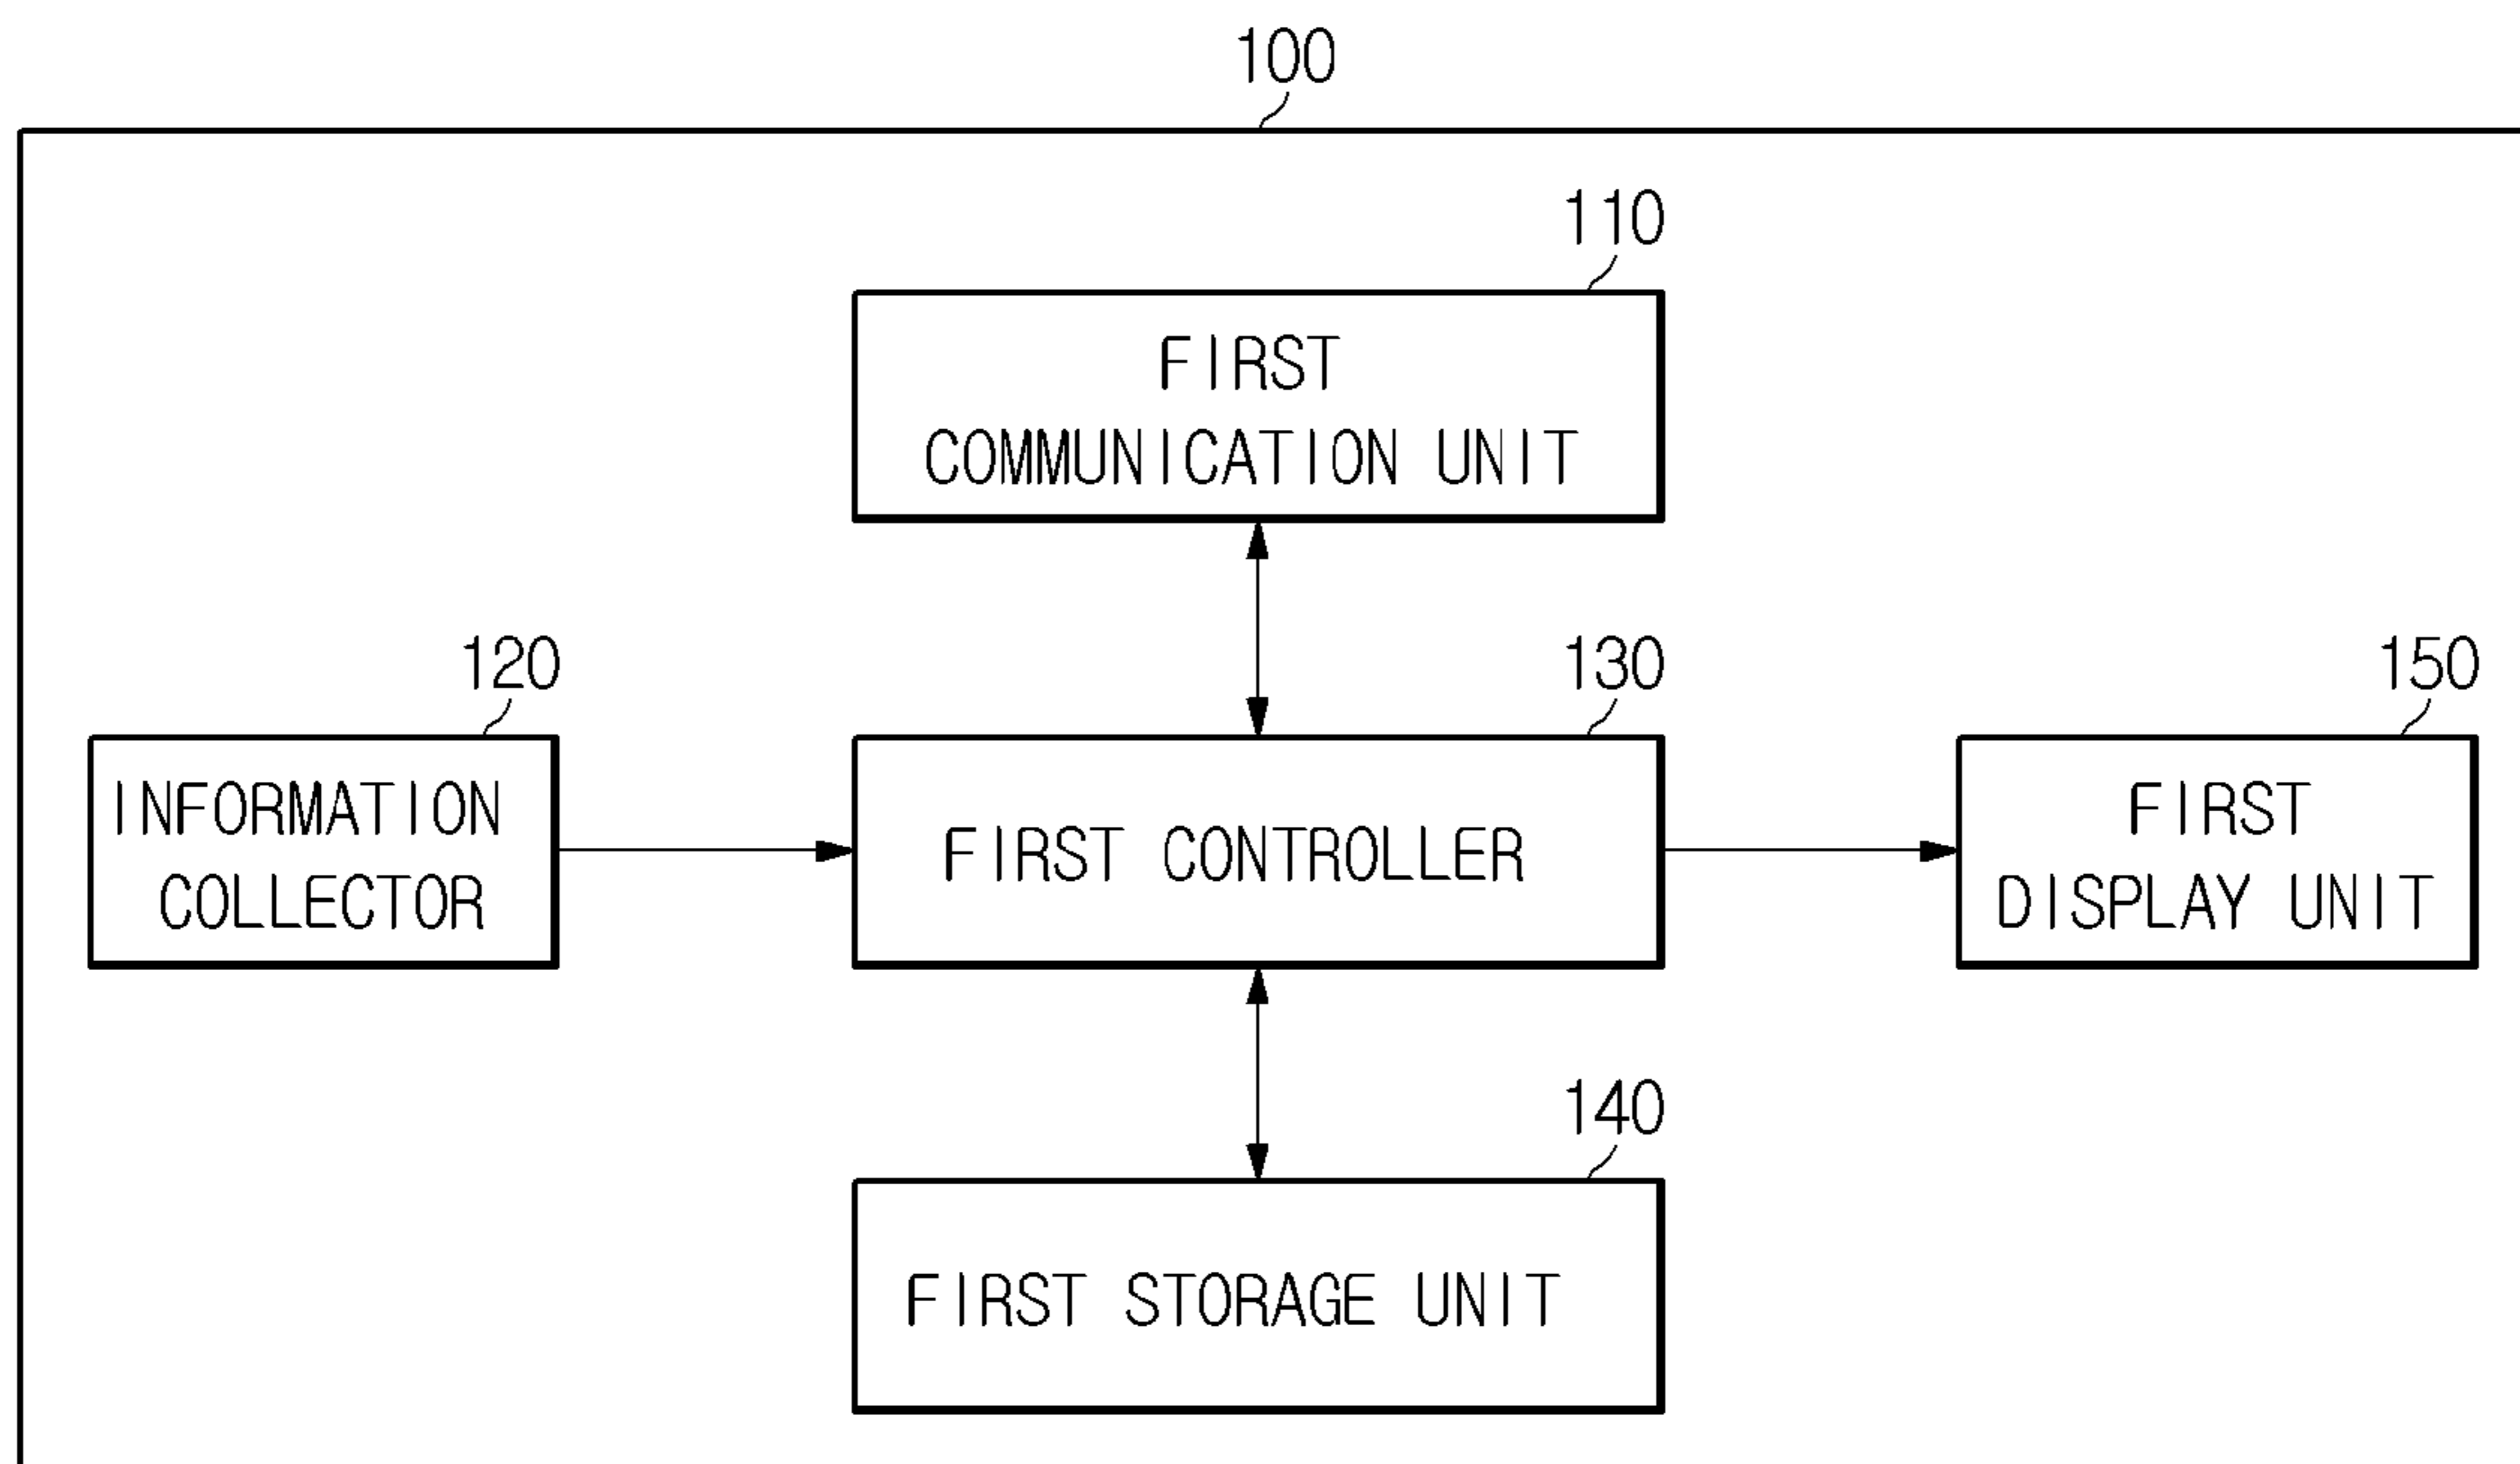 100
110
FIRST
COMMUNICATION UNIT
120
130
150
INFORMATION
COLLECTOR
FIRST CONTROLLER
FIRST
DISPLAY UNIT
140
FIRST STORAGE UNIT